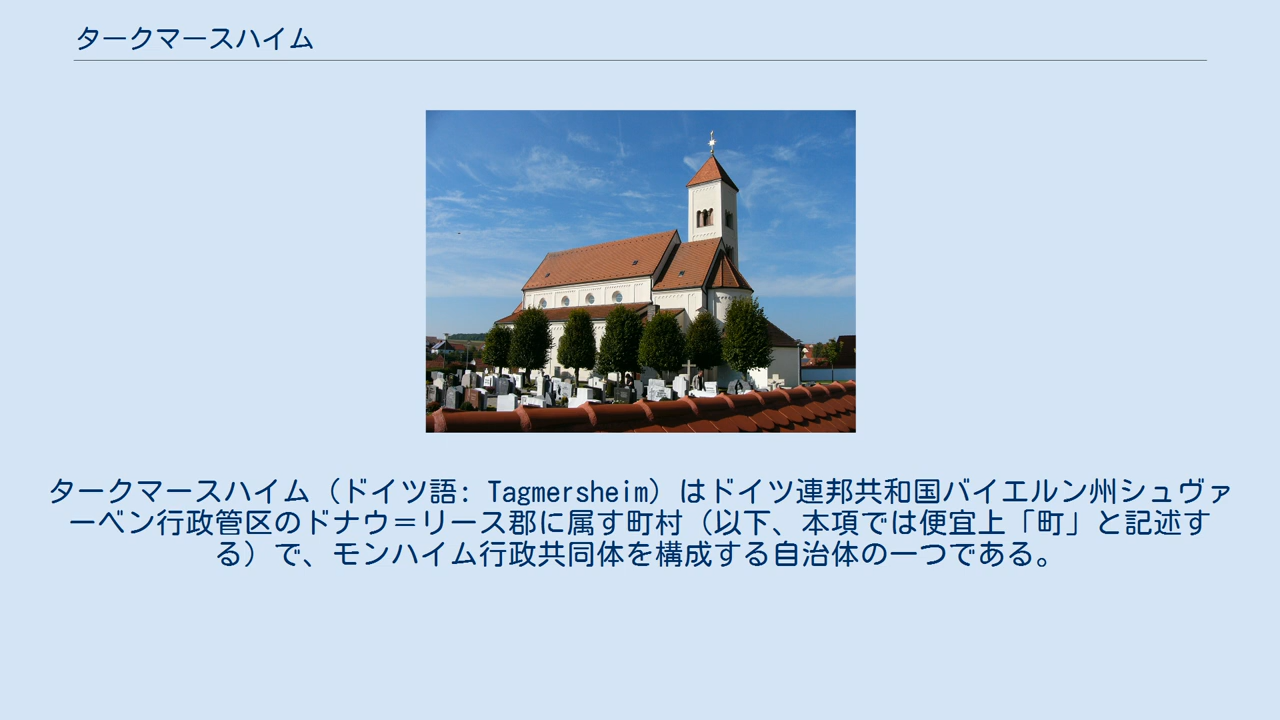 タークマースハイム
タークマースハイム（ドイツ語: Tagmersheim）はドイツ連邦共和国バイエルン州シュヴァ
ーベン行政管区のドナウ＝リース郡に属す町村（以下、本項では便宜上「町」と記述す
る）で、モンハイム行政共同体を構成する自治体の一つである。